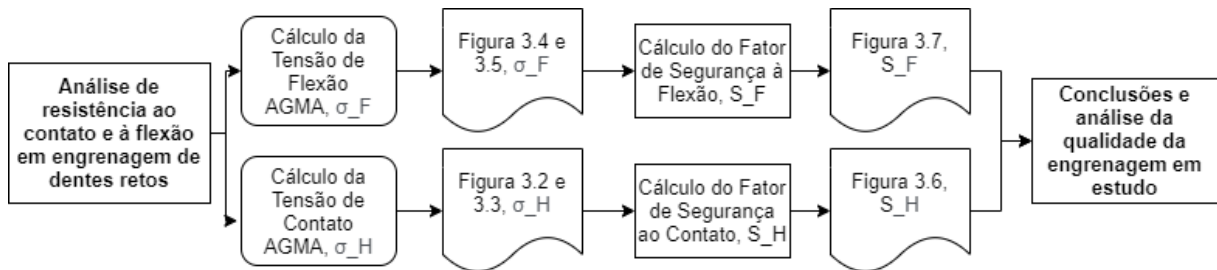 Análise de
resistência ao
contato e à flexão
em engrenagem de
dentes retos
Cálculo da
Tensão de
Flexão
AGMA, σ_F
Figura 3.4 e
3.5, σ_F
Cálculo do Fator
de Segurança à
Flexão, S_F
Figura 3.7,
S_F
Cálculo da
Tensão de
Contato
AGMA, σ_H
Figura 3.2 e
3.3, σ_H
Cálculo do Fator
de Segurança
ao Contato, S_H
Figura 3.6,
S_H
Conclusões e
análise da
qualidade da
engrenagem em
estudo